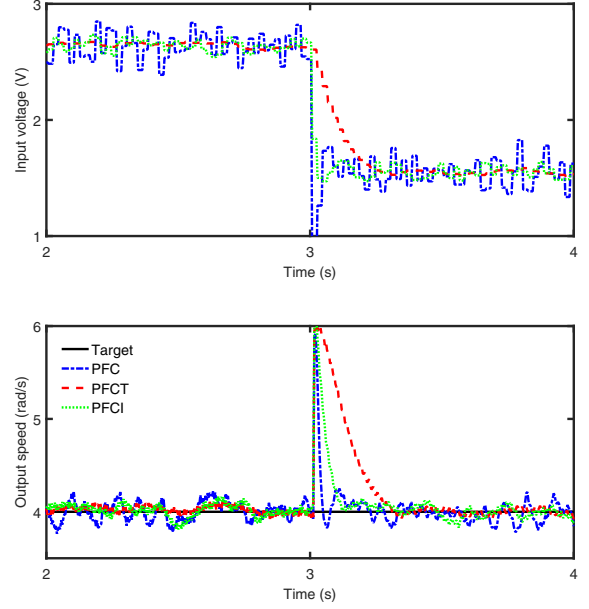 3
2
1
Input voltage (V)
2
3
4
Time (s)
6
5
4
Output speed (rad/s)
Target
PFC
PFCT
PFCI
2
3
4
Time (s)